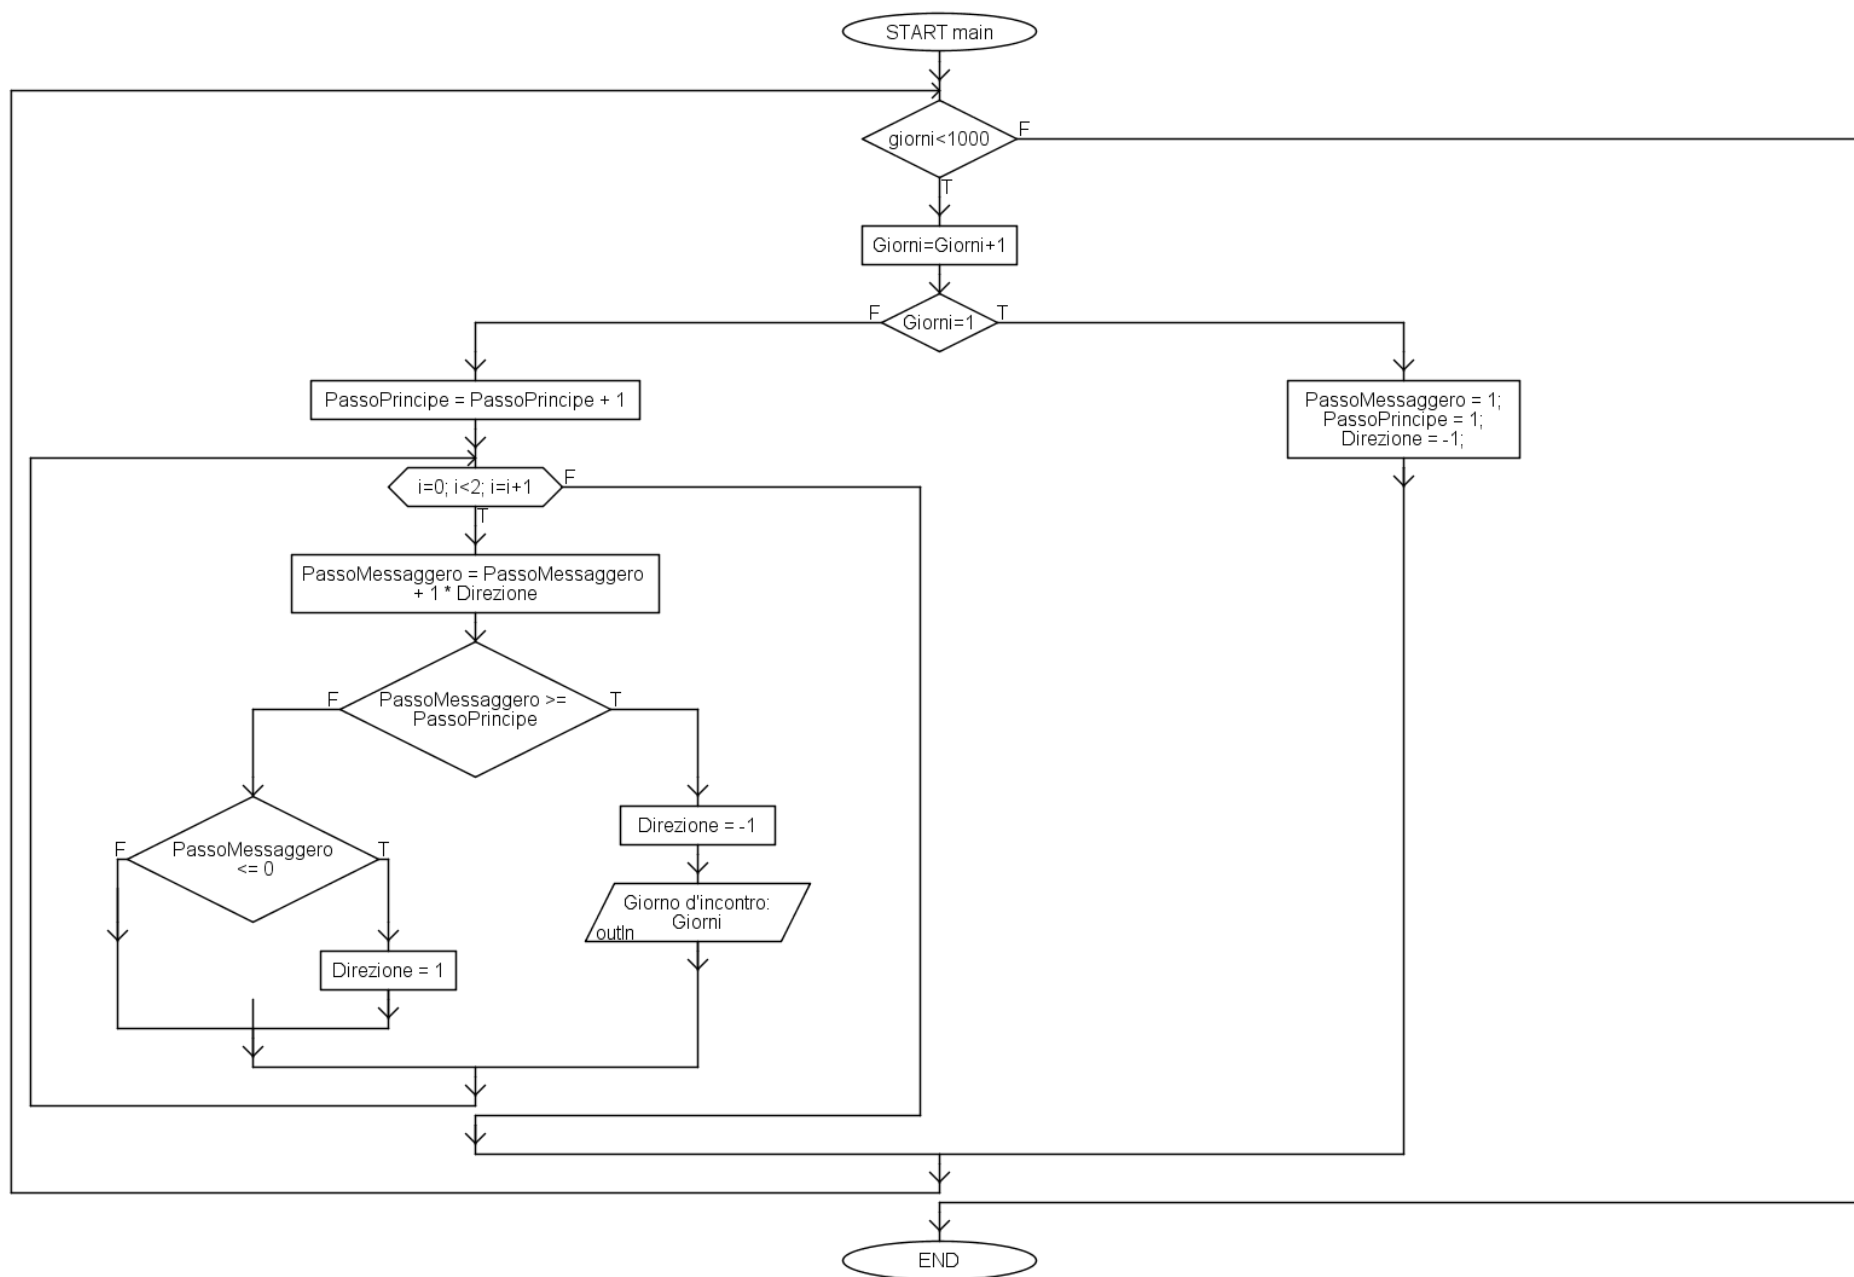 START main
giorni<1000
F
T
Giorni=Giorni+1
F
Giorni=1
T
PassoPrincipe = PassoPrincipe + 1
PassoMessaggero = 1;
PassoPrincipe = 1;
Direzione = -1;
i=0; i<2; i=i+1
F
T
PassoMessaggero = PassoMessaggero
+ 1 * Direzione
F
PassoMessaggero >=
PassoPrincipe
T
Direzione = -1
F
PassoMessaggero
<= 0
T
Giorno d'incontro:
Giorni
outln
Direzione = 1
END